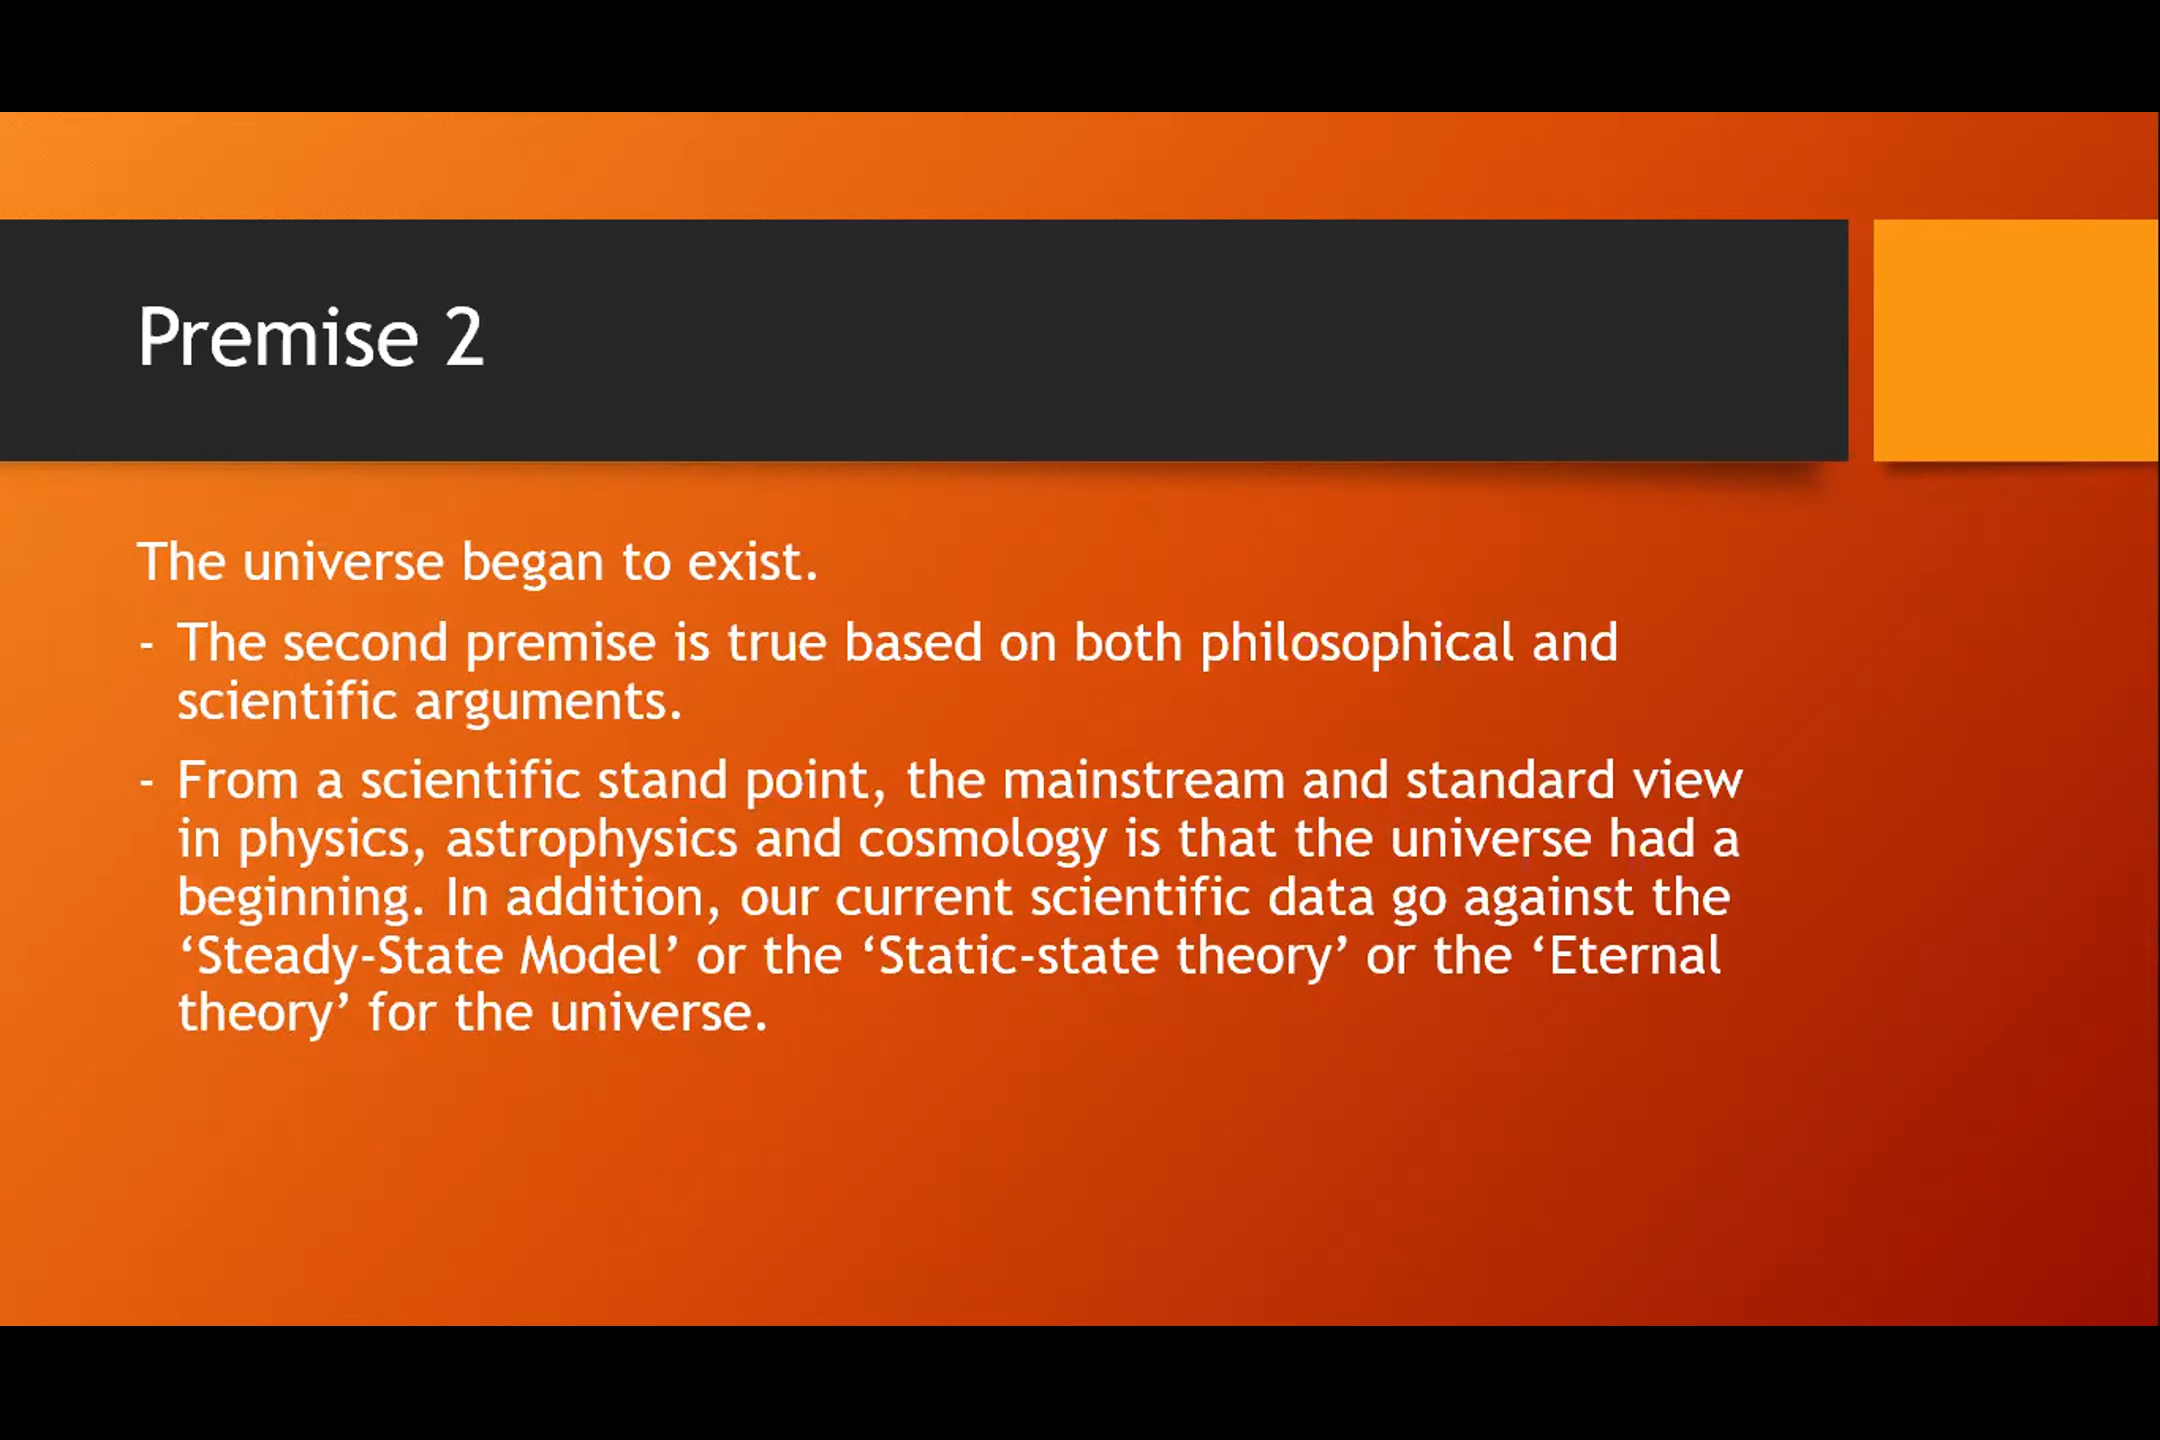 Premise 2
The universe began to exist.
- The second premise is true based on both philosophical and
scientific arguments.
- From a scientific stand point, the mainstream and standard view
in physics, astrophysics and cosmology is that the universe had a
beginning. In addition, our current scientific data go against the
‘Steady-State Model’ or the ‘Static-state theory’ or the ‘Eternal
theory’ for the universe.